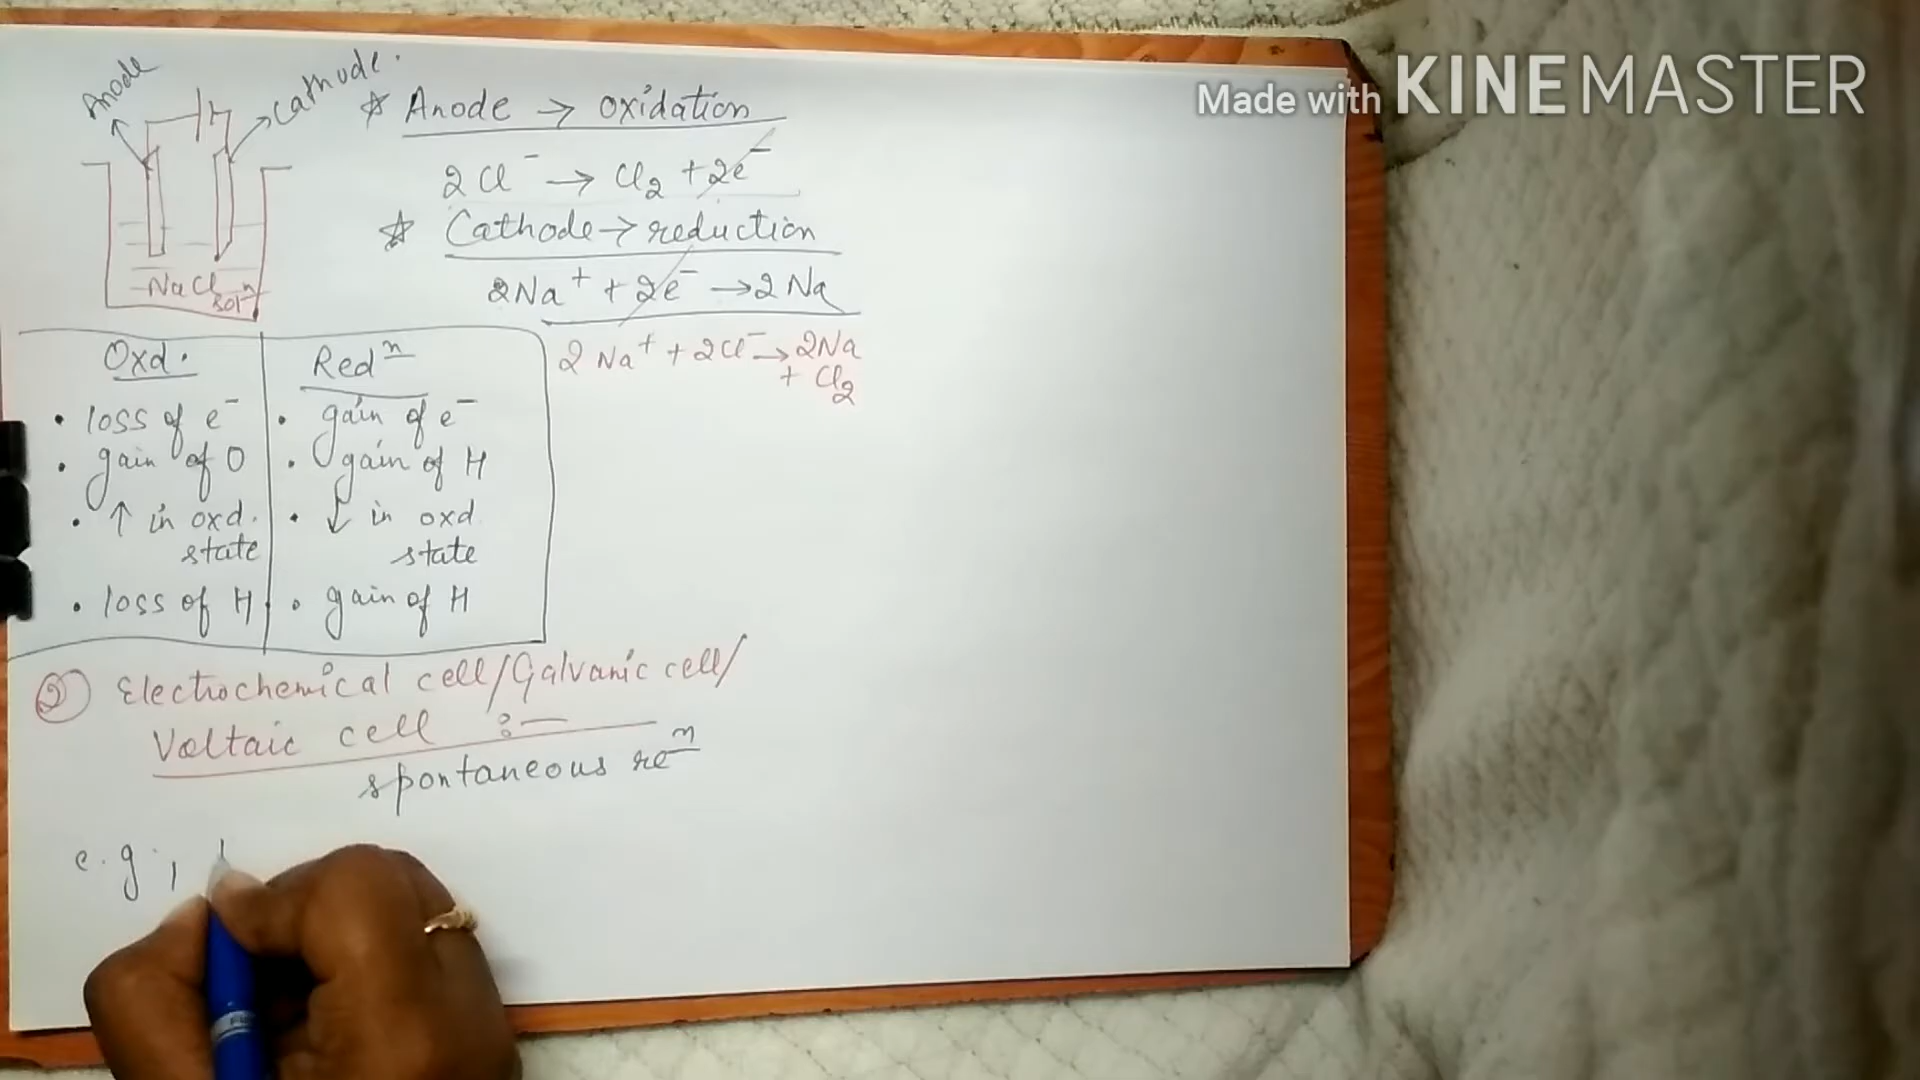 Made with KINEMASTER
Anode
Cathode.
NaCl
solⁿ
☆ Anode → oxidation
2Cl⁻ → Cl₂ + 2e⁻
☆ Cathode → reduction
2Na⁺ + 2e⁻ → 2Na
2Na⁺ + 2Cl⁻ → 2Na
+ Cl₂
Oxd.
• loss of e⁻
• gain of O
• ↑ in oxd.
state
• loss of H
Redⁿ
• gain of e⁻
• gain of H
• ↓ in oxd
state
• gain of H
② Electrochemical cell/Galvanic cell/
Voltaic cell :—
spontaneous reⁿ
e.g.,